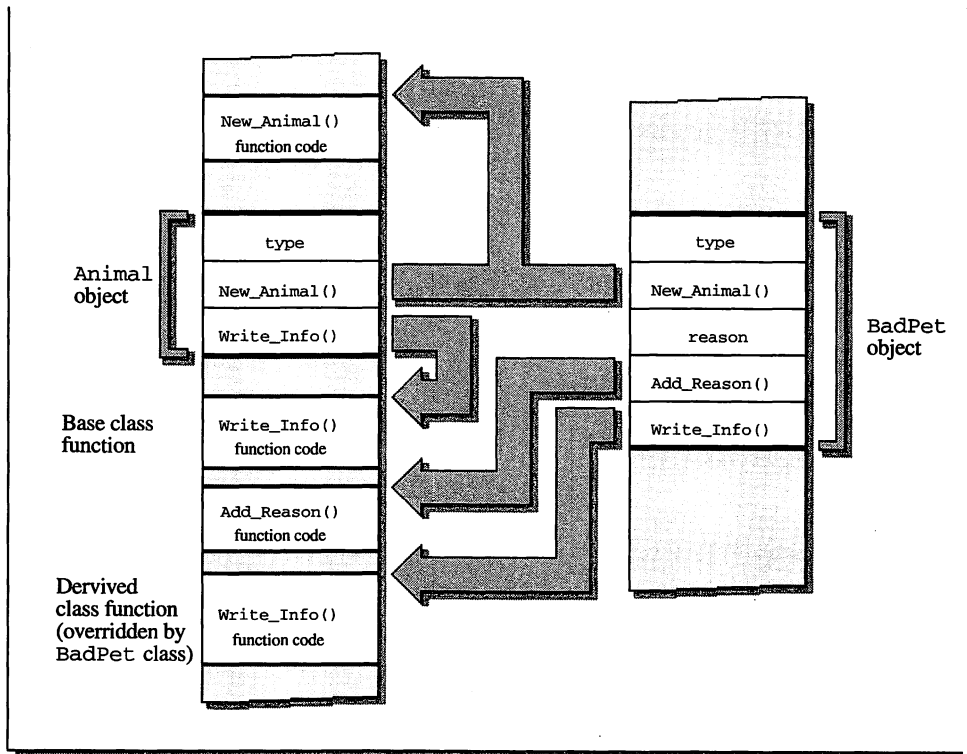 New_Animal()
function code
type
New_Animal()
Write_Info()
Animal
object
Base class
function
Write_Info()
function code
Add_Reason()
function code
Dervived
class function
(overridden by
BadPet class)
Write_Info()
function code
type
New_Animal()
reason
Add_Reason()
Write_Info()
BadPet
object